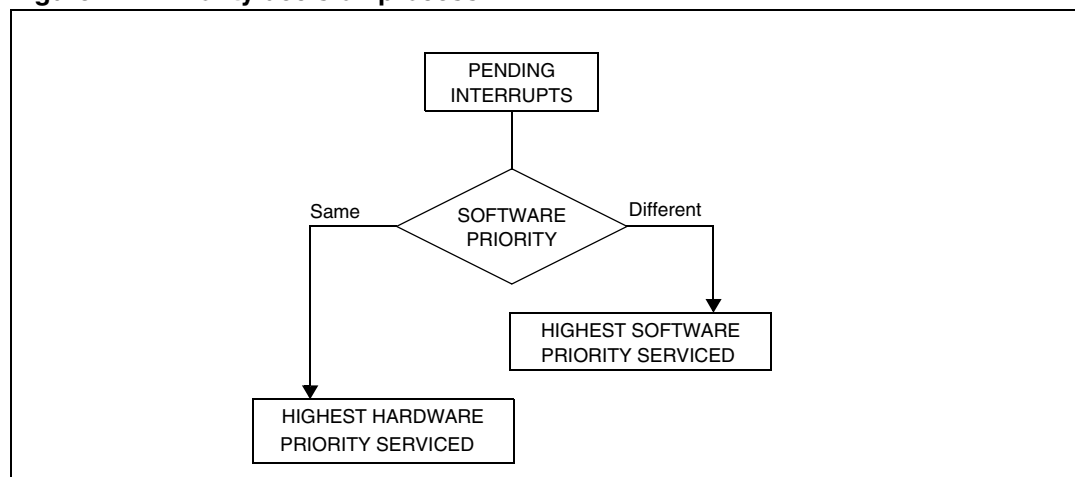 PENDING
INTERRUPTS
Same
SOFTWARE
PRIORITY
Different
HIGHEST SOFTWARE
PRIORITY SERVICED
HIGHEST HARDWARE
PRIORITY SERVICED